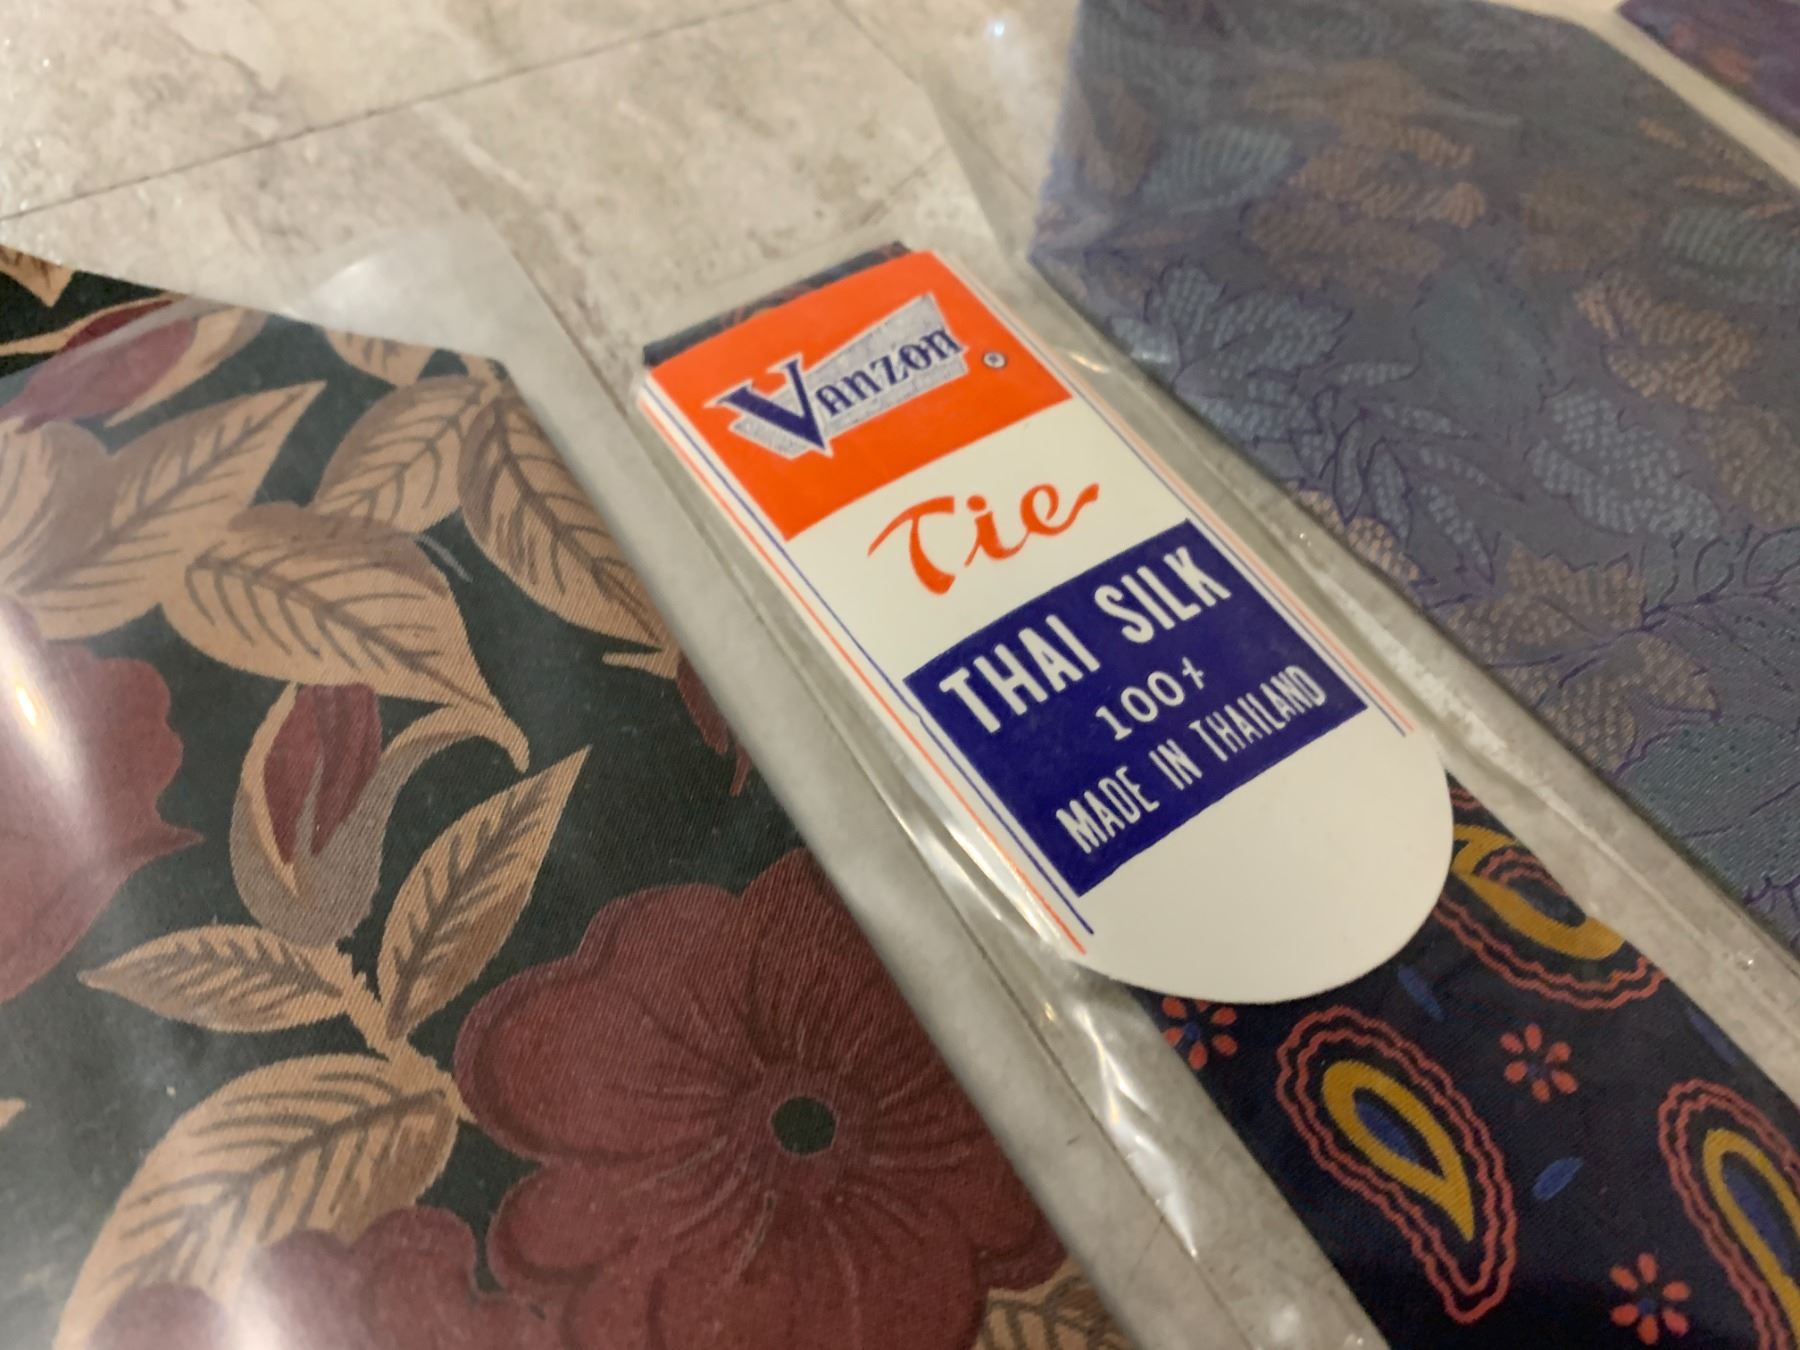 Vanzon ®
Tie
THAI SILK
100%
MADE IN THAILAND